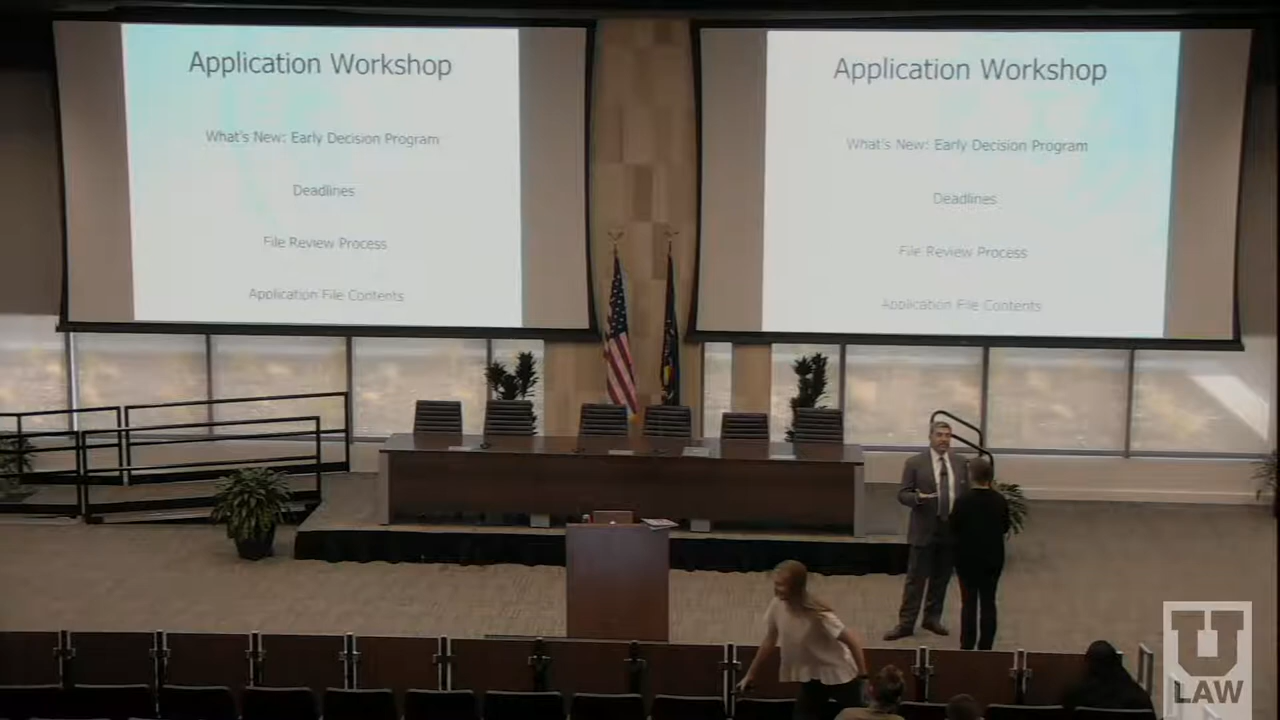 Application Workshop
What's New: Early Decision Program
Deadlines
File Review Process
Application File Contents
Application Workshop
What's New: Early Decision Program
Deadlines
File Review Process
Application File Contents
U
LAW